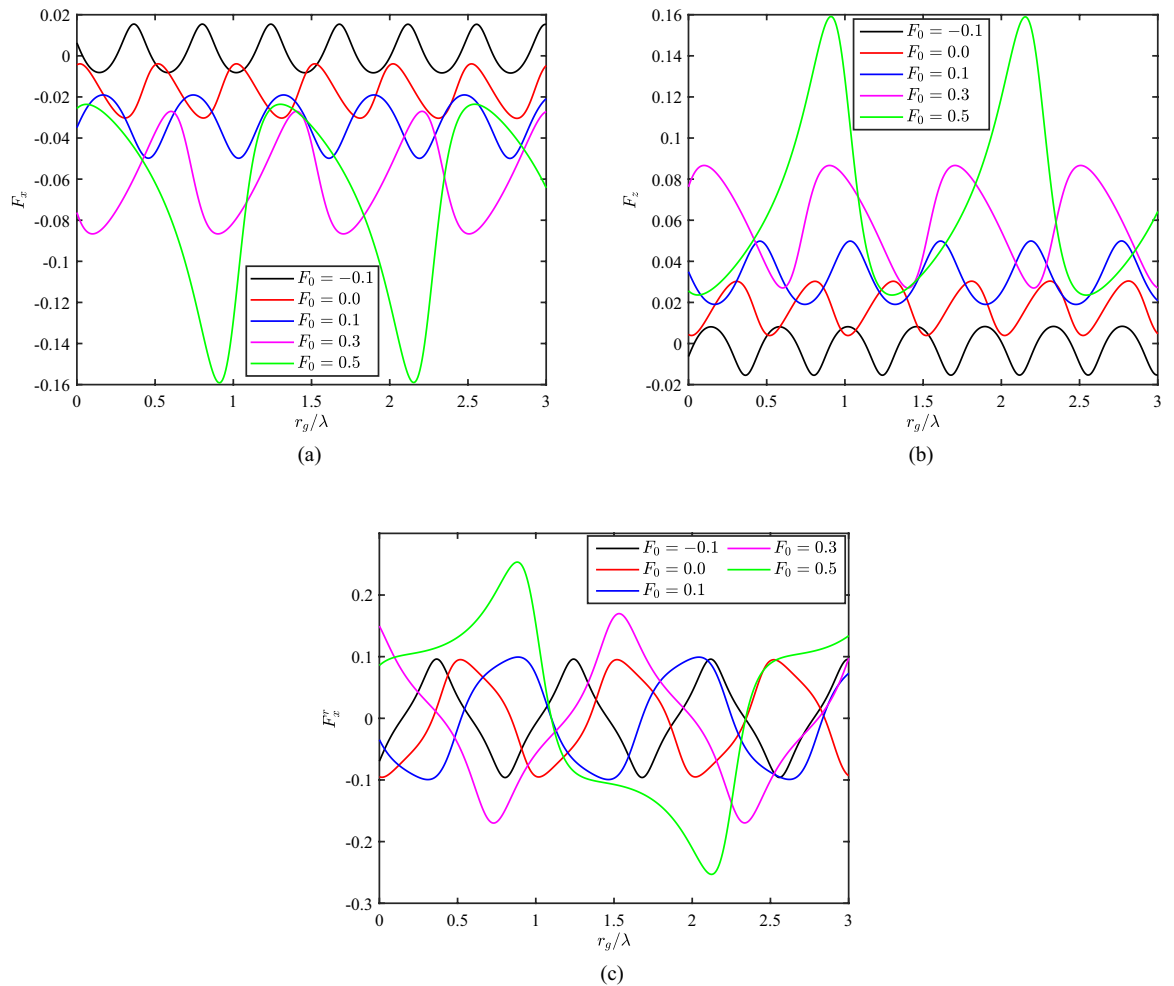 0.02
0
-0.02
-0.04
-0.06
-0.08
-0.1
-0.12
-0.14
-0.16
F_x
0 0.5 1 1.5 2 2.5 3
r_g/λ
F_0 = −0.1
F_0 = 0.0
F_0 = 0.1
F_0 = 0.3
F_0 = 0.5
(a)
0.16
0.14
0.12
0.1
0.08
0.06
0.04
0.02
0
-0.02
F_z
0 0.5 1 1.5 2 2.5 3
r_g/λ
F_0 = −0.1
F_0 = 0.0
F_0 = 0.1
F_0 = 0.3
F_0 = 0.5
(b)
0.2
0.1
0
-0.1
-0.2
-0.3
F_x^r
0 0.5 1 1.5 2 2.5 3
r_g/λ
F_0 = −0.1 F_0 = 0.3
F_0 = 0.0 F_0 = 0.5
F_0 = 0.1
(c)